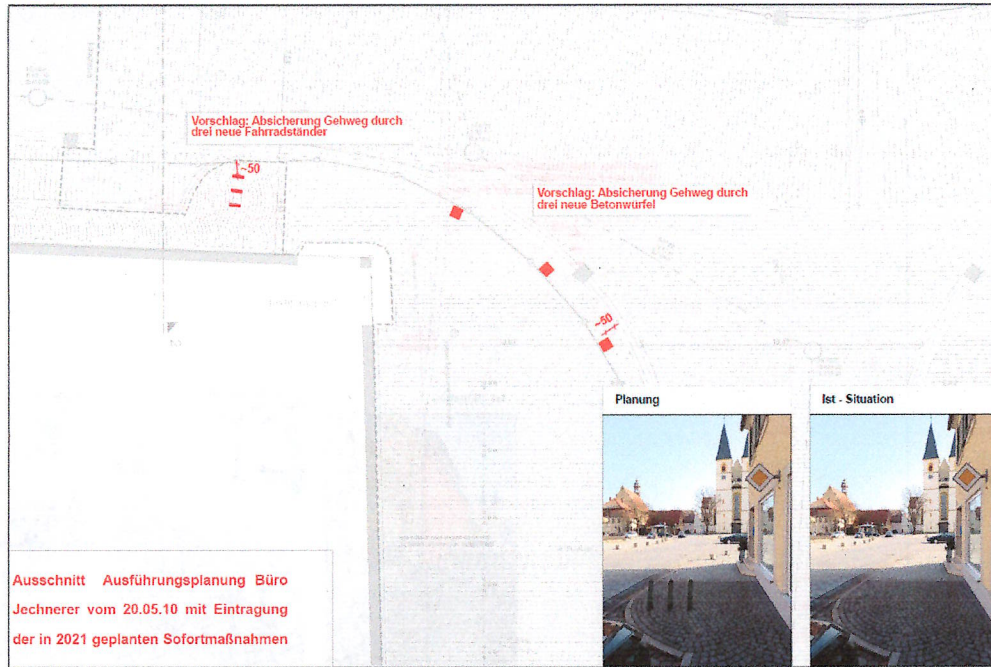 Vorschlag: Absicherung Gehweg durch
drei neue Fahrradständer
~50
Vorschlag: Absicherung Gehweg durch
drei neue Betonwürfel
~50
Planung
Ist - Situation
Ausschnitt Ausführungsplanung Büro
Jechnerer vom 20.05.10 mit Eintragung
der in 2021 geplanten Sofortmaßnahmen